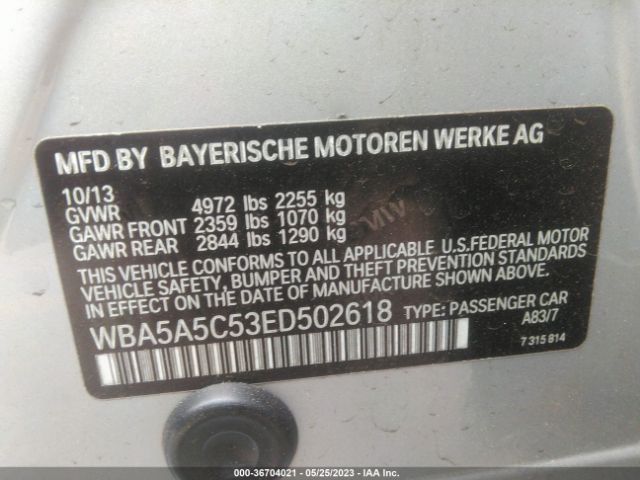 MFD BY BAYERISCHE MOTOREN WERKE AG
10/13
GVWR 4972 lbs 2255 kg
GAWR FRONT 2359 lbs 1070 kg
GAWR REAR 2844 lbs 1290 kg
THIS VEHICLE CONFORMS TO ALL APPLICABLE U.S.FEDERAL MOTOR
VEHICLE SAFETY, BUMPER AND THEFT PREVENTION STANDARDS
IN EFFECT ON THE DATE OF MANUFACTURE SHOWN ABOVE.
WBA5A5C53ED502618 TYPE: PASSENGER CAR
A83/7
7 315 814
000-36704021 - 05/25/2023 - IAA Inc.